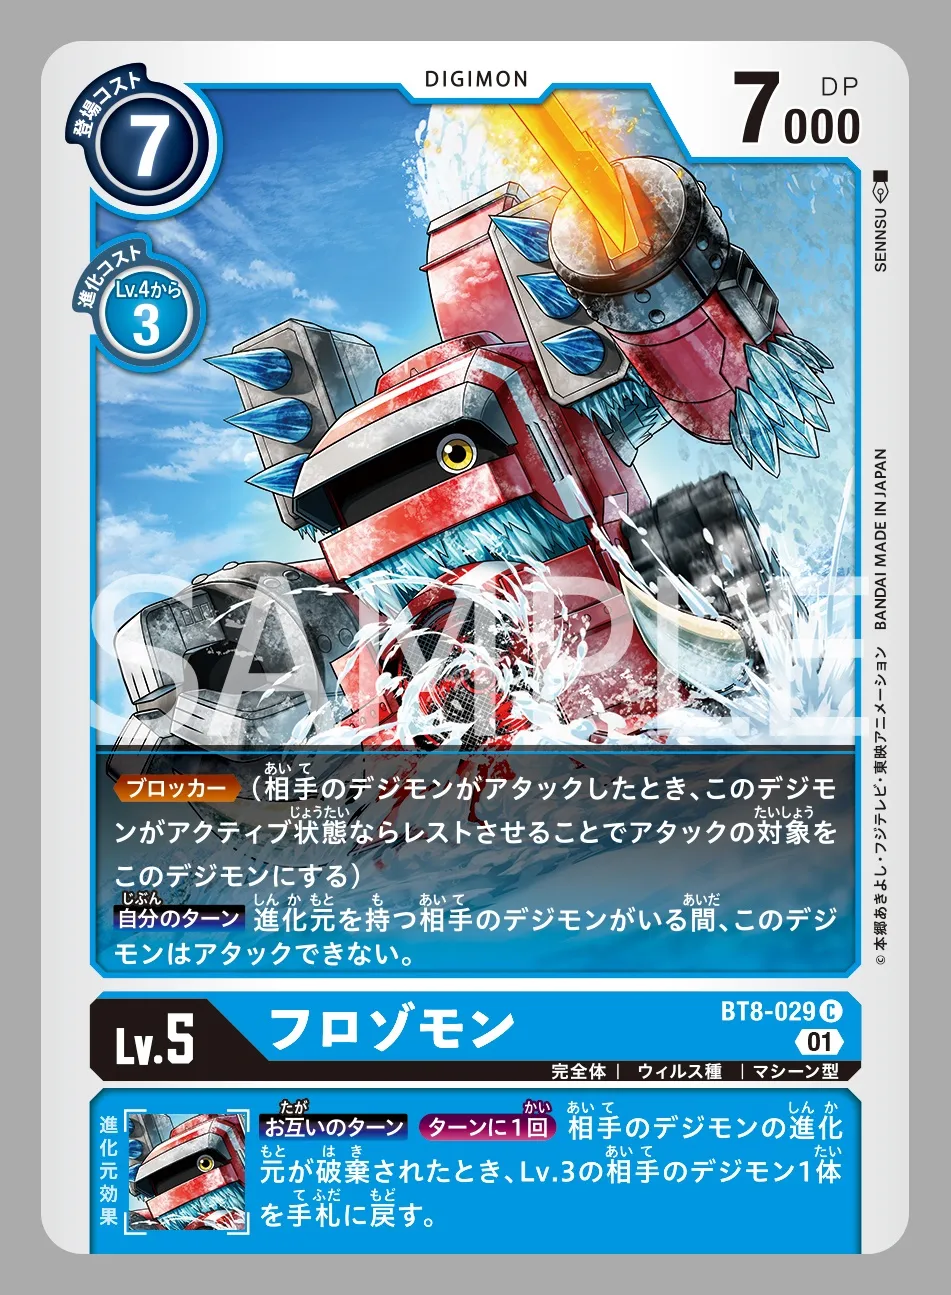 DIGIMON
登場コスト
7
7000
DP
進化コスト
Lv.4から
3
SENNSU
BANDAI MADE IN JAPAN
©本郷あきよし・フジテレビ・東映アニメーション
SAMPLE
ブロッカー（相手のデジモンがアタックしたとき、このデジモ
ンがアクティブ状態ならレストさせることでアタックの対象を
このデジモンにする）
自分のターン 進化元を持つ相手のデジモンがいる間、このデジ
モンはアタックできない。
Lv.5
フロゾモン
BT8-029 C
01
完全体｜ウィルス種｜マシーン型
進化元効果
お互いのターン ターンに1回 相手のデジモンの進化
元が破棄されたとき、Lv.3の相手のデジモン1体
を手札に戻す。